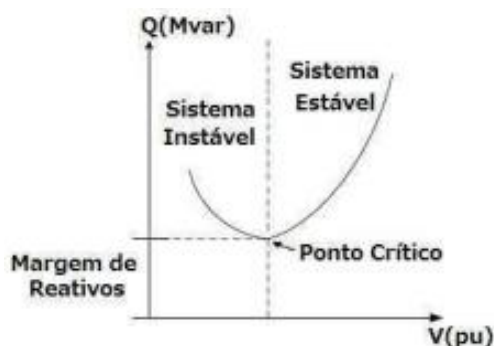 Q(Mvar)
Sistema
Estável
Sistema
Instável
Ponto Crítico
Margem de
Reativos
V(pu)